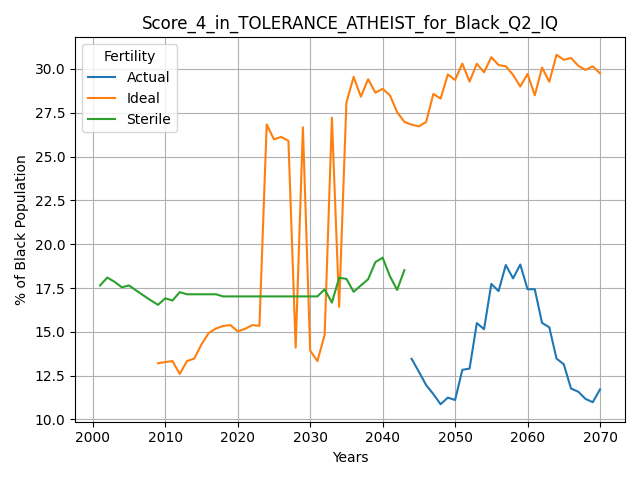 Score_4_in_TOLERANCE_ATHEIST_for_Black_Q2_IQ
Fertility
Actual
Ideal
Sterile
% of Black Population
30.0
27.5
25.0
22.5
20.0
17.5
15.0
12.5
10.0
2000 2010 2020 2030 2040 2050 2060 2070
Years